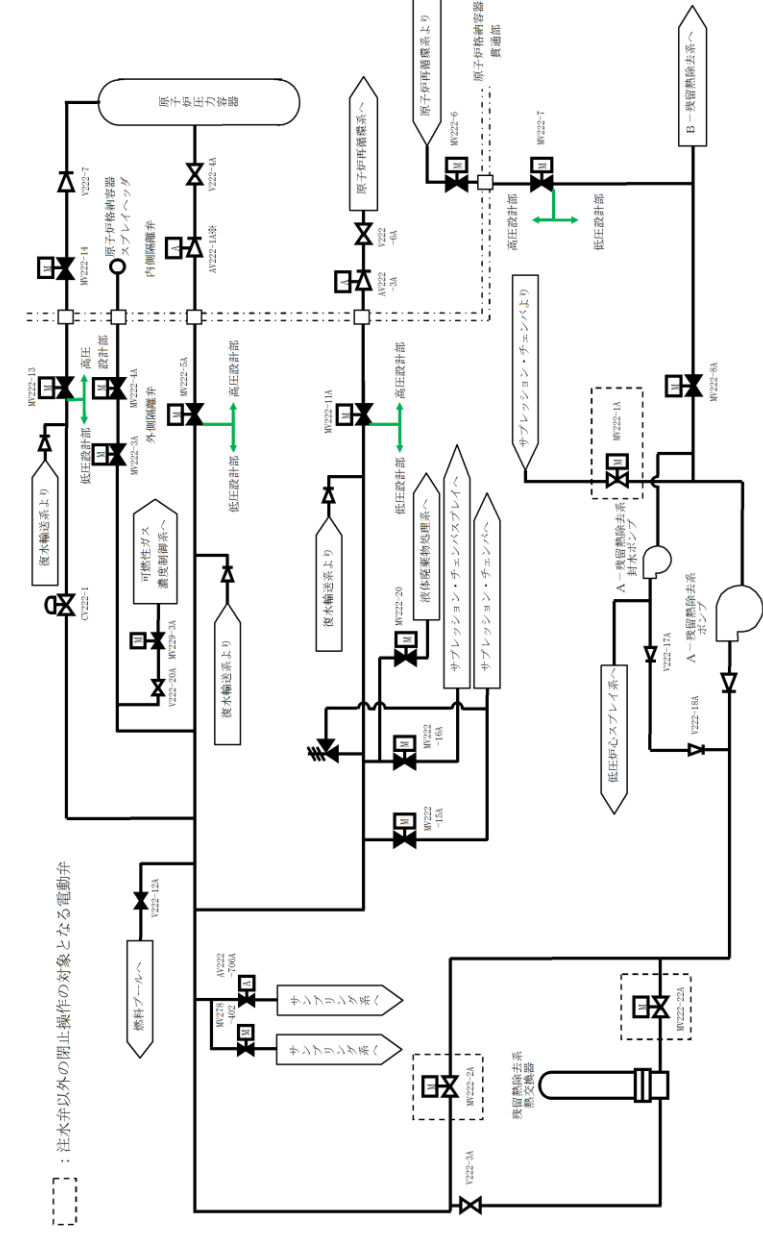 ：注水弁以外の閉止操作の対象となる電動弁
復水輸送系より
MV222-13
低圧設計部
高圧
設計部
MV222-14
V222-7
原子炉圧力容器
CV222-1
MV222-3A
MV222-4A
原子炉格納容器
スプレイヘッダ
外側隔離弁
内側隔離弁
可燃性ガス
濃度制御系へ
V222-20A
MV229-3A
燃料プールへ
V222-12A
MV222-5A
AV222-1A※
V222-4A
復水輸送系より
低圧設計部
高圧設計部
MV278
-402
AV222
-706A
サンプリング系へ
サンプリング系へ
復水輸送系より
MV222-11A
AV222
-3A
V222
-6A
原子炉再循環系へ
低圧設計部
高圧設計部
MV222
-15A
MV222
-16A
MV222-20
液体廃棄物処理系へ
サプレッション・チェンバスプレイへ
サプレッション・チェンバへ
原子炉再循環系より
MV222-6
原子炉格納容器
貫通部
MV222-7
高圧設計部
低圧設計部
サプレッション・チェンバより
MV222-1A
MV222-2A
V222-3A
残留熱除去系
熱交換器
MV222-22A
低圧炉心スプレイ系へ
A－残留熱除去系
封水ポンプ
V222-17A
V222-18A
A－残留熱除去系
ポンプ
MV222-8A
B－残留熱除去系へ
M
M
M
M
M
A
M
A
M
M
M
M
M
M
M
M
M
A
M
M